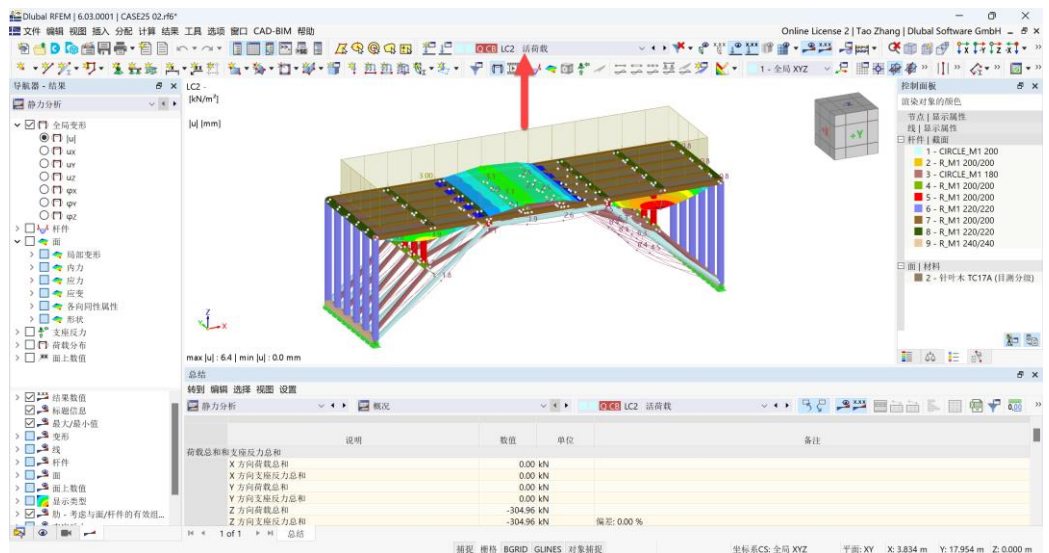 Dlubal RFEM | 6.03.0001 | CASE25 02.rf6*
文件 编辑 视图 插入 分配 计算 结果 工具 选项 窗口 CAD-BIM 帮助
Online License 2 | Tao Zhang | Dlubal Software GmbH
Q CB LC2 活荷载
1 - 全局 XYZ
导航器 - 结果
静力分析
全局变形
|u|
ux
uY
uZ
φx
φY
φZ
杆件
面
局部变形
内力
应力
应变
各向同性属性
形状
支座反力
荷载分布
面上数值
结果数值
标题信息
最大/最小值
变形
线
杆件
面
面上数值
显示类型
肋 - 考虑与面/杆件的有效组...
LC2 -
[kN/m²]
|u| [mm]
3.00
+Y
Z
X
max |u| : 6.4 | min |u| : 0.0 mm
控制面板
渲染对象的颜色
节点 | 显示属性
线 | 显示属性
杆件 | 截面
1 - CIRCLE_M1 200
2 - R_M1 200/200
3 - CIRCLE_M1 180
4 - R_M1 200/200
5 - R_M1 200/200
6 - R_M1 220/220
7 - R_M1 200/200
8 - R_M1 220/220
9 - R_M1 240/240
面 | 材料
2 - 针叶木 TC17A (目测分级)
总结
转到 编辑 选择 视图 设置
静力分析 概况 Q CB LC2 活荷载
说明 数值 单位 备注
荷载总和和支座反力总和
X 方向荷载总和 0.00 kN
X 方向支座反力总和 0.00 kN
Y 方向荷载总和 0.00 kN
Y 方向支座反力总和 0.00 kN
Z 方向荷载总和 -304.96 kN
Z 方向支座反力总和 -304.96 kN 偏差: 0.00 %
1 of 1 总结
捕捉 栅格 BGRID GLINES 对象捕捉 坐标系CS: 全局 XYZ 平面: XY X: 3.834 m Y: 17.954 m Z: 0.000 m